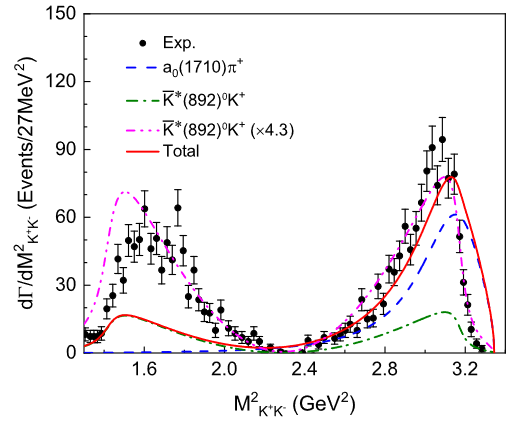 150
120
90
60
30
0
dΓ/dM²K⁺K⁻ (Events/27MeV²)
Exp.
a₀(1710)π⁺
K̅*(892)⁰K⁺
K̅*(892)⁰K⁺ (×4.3)
Total
1.6 2.0 2.4 2.8 3.2
M²K⁺K⁻ (GeV²)